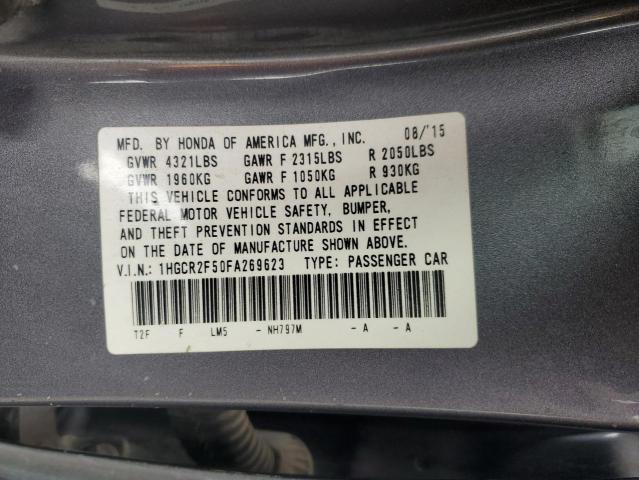 MFD. BY HONDA OF AMERICA MFG., INC. 08/'15
GVWR 4321LBS GAWR F 2315LBS R 2050LBS
GVWR 1960KG GAWR F 1050KG R 930KG
THIS VEHICLE CONFORMS TO ALL APPLICABLE
FEDERAL MOTOR VEHICLE SAFETY, BUMPER,
AND THEFT PREVENTION STANDARDS IN EFFECT
ON THE DATE OF MANUFACTURE SHOWN ABOVE.
V.I.N.: 1HGCR2F50FA269623 TYPE: PASSENGER CAR
T2F F LM5 - NH797M - A - A